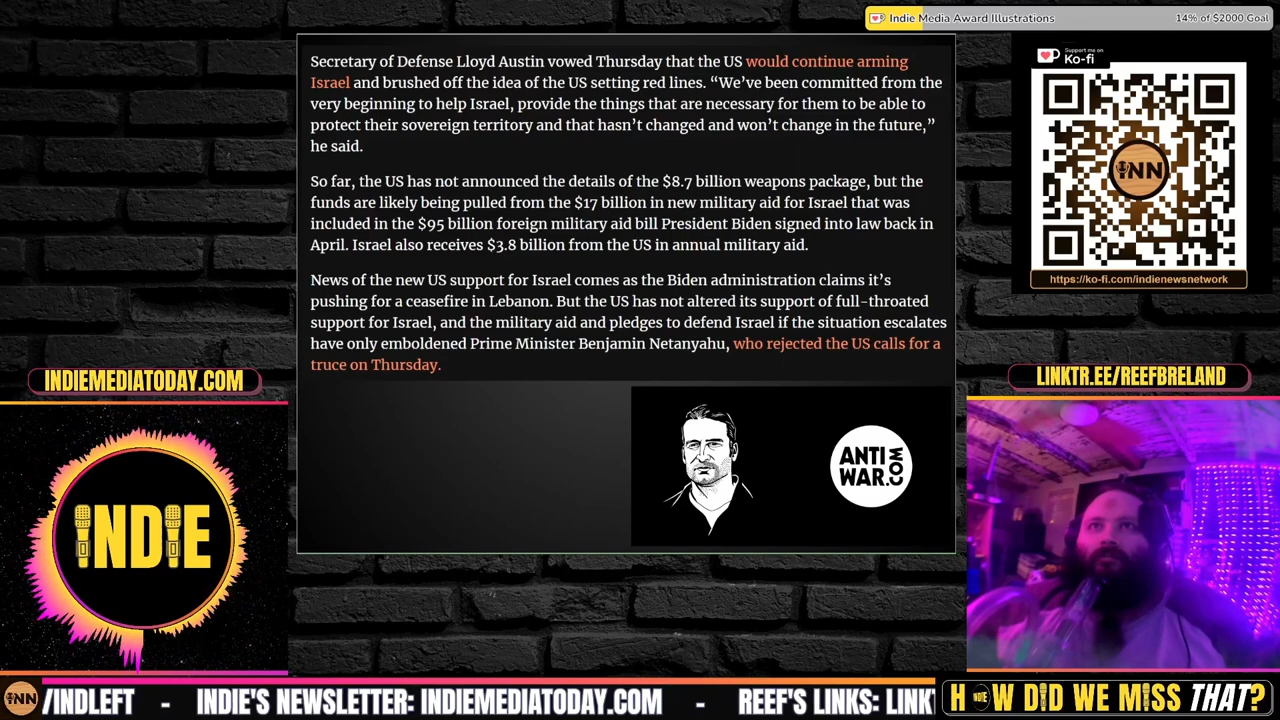 Indie Media Award Illustrations
14% of $2000 Goal
Secretary of Defense Lloyd Austin vowed Thursday that the US would continue arming
Israel and brushed off the idea of the US setting red lines. “We’ve been committed from the
very beginning to help Israel, provide the things that are necessary for them to be able to
protect their sovereign territory and that hasn’t changed and won’t change in the future,”
he said.
So far, the US has not announced the details of the $8.7 billion weapons package, but the
funds are likely being pulled from the $17 billion in new military aid for Israel that was
included in the $95 billion foreign military aid bill President Biden signed into law back in
April. Israel also receives $3.8 billion from the US in annual military aid.
News of the new US support for Israel comes as the Biden administration claims it’s
pushing for a ceasefire in Lebanon. But the US has not altered its support of full-throated
support for Israel, and the military aid and pledges to defend Israel if the situation escalates
have only emboldened Prime Minister Benjamin Netanyahu, who rejected the US calls for a
truce on Thursday.
Support me on
Ko-fi
INN
https://ko-fi.com/indienewsnetwork
INDIEMEDIATODAY.COM
LINKTR.EE/REEFBRELAND
INDIE
ANTI
WAR.COM
INN /INDLEFT - INDIE'S NEWSLETTER: INDIEMEDIATODAY.COM - REEF'S LINKS: LINK
HOW DID WE MISS THAT?